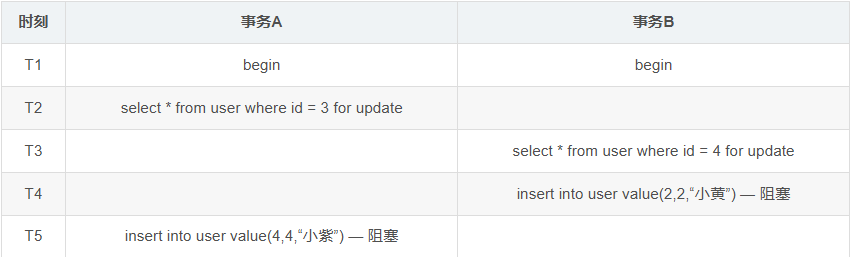 时刻 事务A 事务B
T1 begin begin
T2 select * from user where id = 3 for update
T3 select * from user where id = 4 for update
T4 insert into user value(2,2,“小黄”) — 阻塞
T5 insert into user value(4,4,“小紫”) — 阻塞